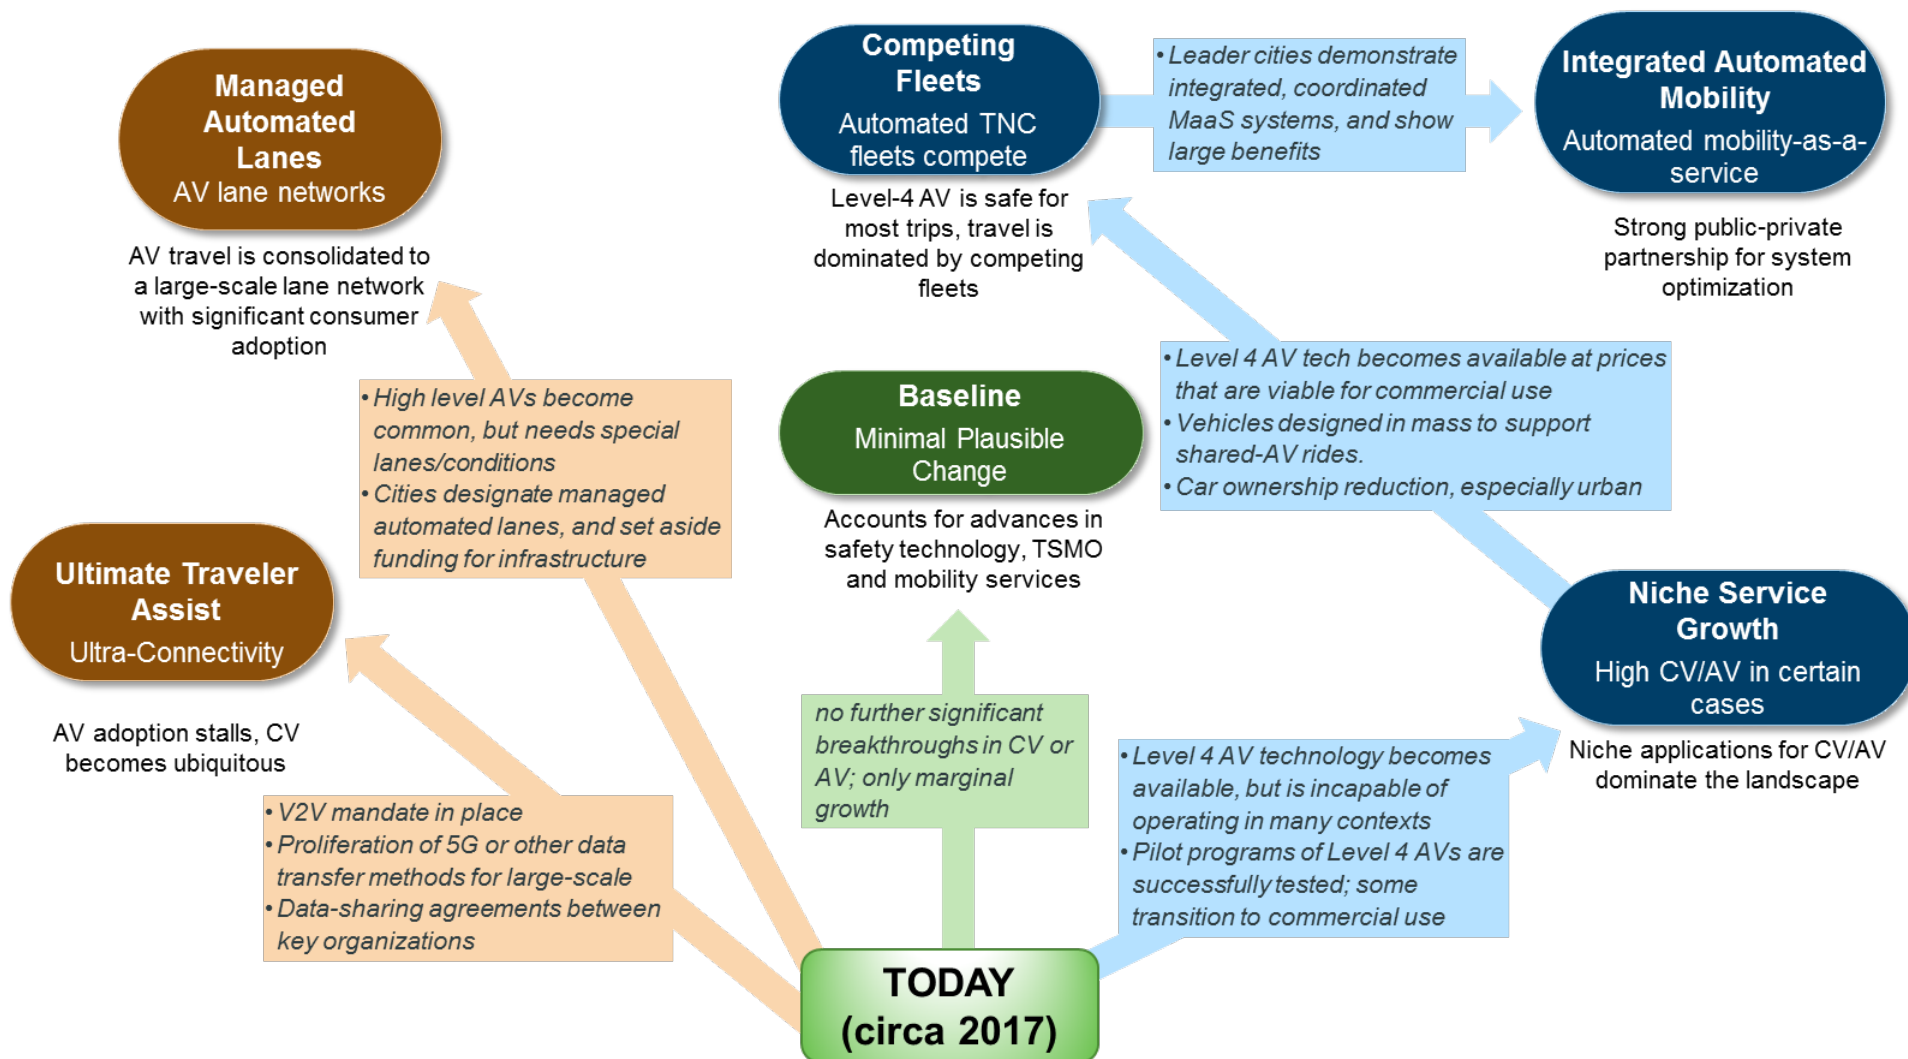 Managed
Automated
Lanes
AV lane networks
AV travel is consolidated to
a large-scale lane network
with significant consumer
adoption
Competing
Fleets
Automated TNC
fleets compete
Level-4 AV is safe for
most trips, travel is
dominated by competing
fleets
• Leader cities demonstrate
integrated, coordinated
MaaS systems, and show
large benefits
Integrated Automated
Mobility
Automated mobility-as-a-
service
Strong public-private
partnership for system
optimization
• High level AVs become
common, but needs special
lanes/conditions
• Cities designate managed
automated lanes, and set aside
funding for infrastructure
Baseline
Minimal Plausible
Change
Accounts for advances in
safety technology, TSMO
and mobility services
• Level 4 AV tech becomes available at prices
that are viable for commercial use
• Vehicles designed in mass to support
shared-AV rides.
• Car ownership reduction, especially urban
Ultimate Traveler
Assist
Ultra-Connectivity
AV adoption stalls, CV
becomes ubiquitous
Niche Service
Growth
High CV/AV in certain
cases
Niche applications for CV/AV
dominate the landscape
• V2V mandate in place
• Proliferation of 5G or other data
transfer methods for large-scale
• Data-sharing agreements between
key organizations
no further significant
breakthroughs in CV or
AV; only marginal
growth
• Level 4 AV technology becomes
available, but is incapable of
operating in many contexts
• Pilot programs of Level 4 AVs are
successfully tested; some
transition to commercial use
TODAY
(circa 2017)